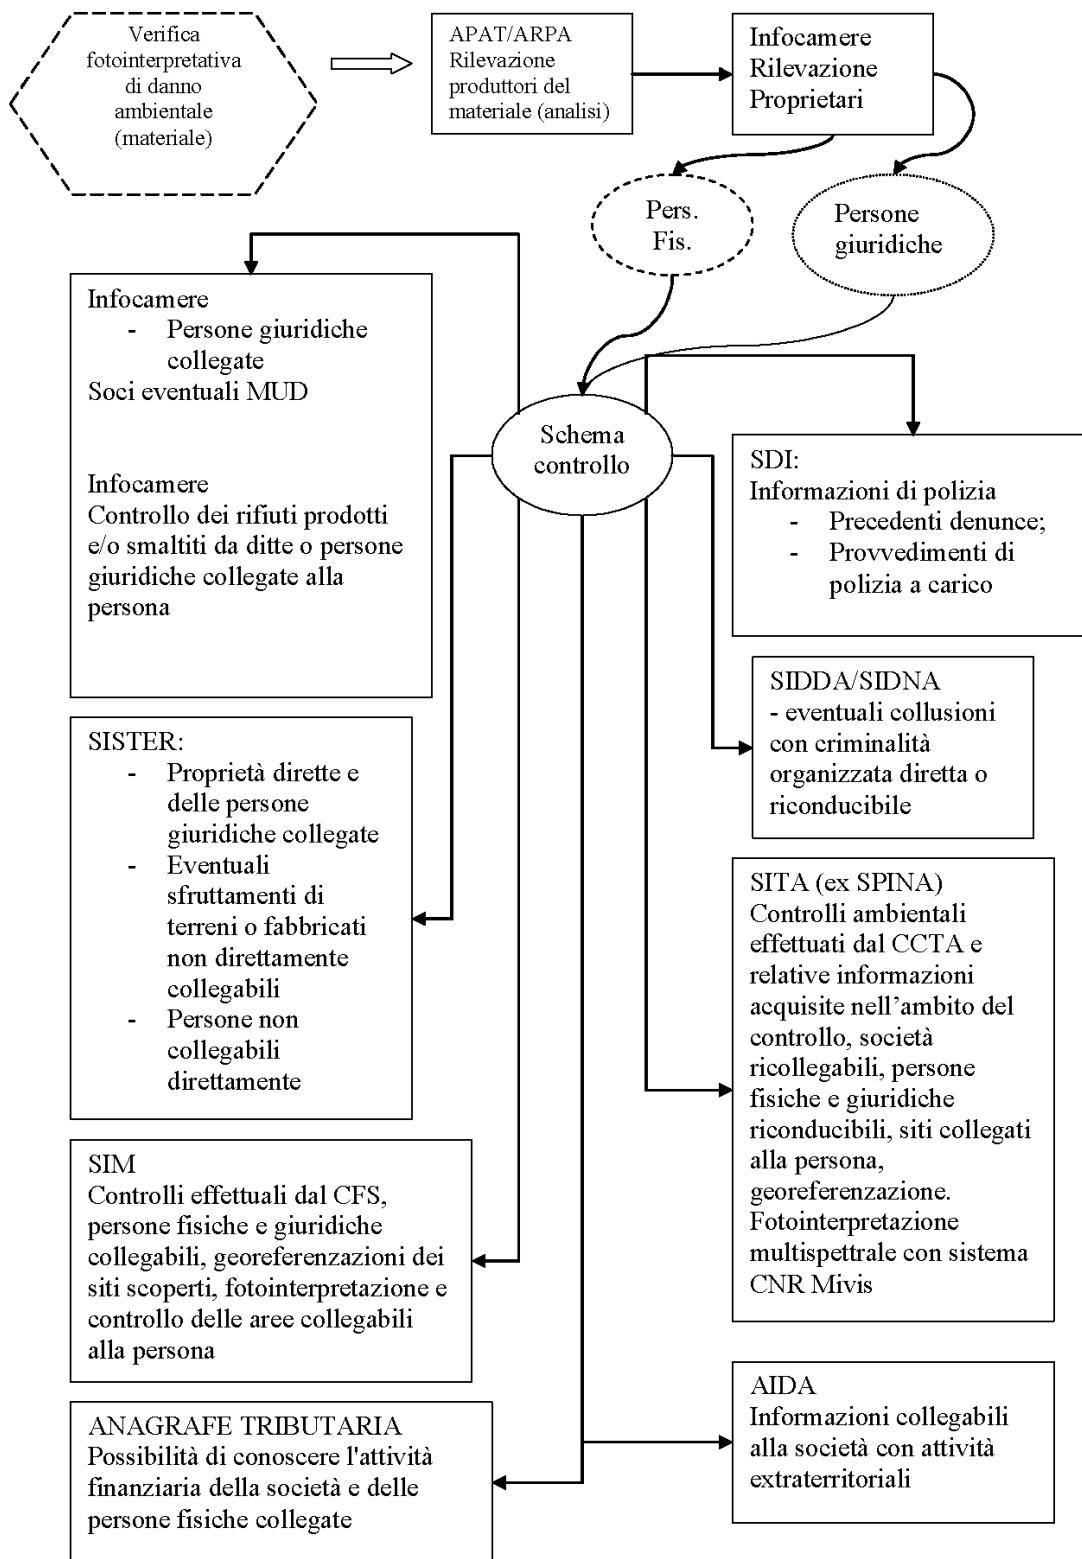 Verifica
fotointerpretativa
di danno
ambientale
(materiale)
APAT/ARPA
Rilevazione
produttori del
materiale (analisi)
Infocamere
Rilevazione
Proprietari
Pers.
Fis.
Persone
giuridiche
Schema
controllo
Infocamere
- Persone giuridiche
collegate
Soci eventuali MUD
Infocamere
Controllo dei rifiuti prodotti
e/o smaltiti da ditte o persone
giuridiche collegate alla
persona
SISTER:
- Proprietà dirette e
delle persone
giuridiche collegate
- Eventuali
sfruttamenti di
terreni o fabbricati
non direttamente
collegabili
- Persone non
collegabili
direttamente
SIM
Controlli effettuali dal CFS,
persone fisiche e giuridiche
collegabili, georeferenzazioni dei
siti scoperti, fotointerpretazione e
controllo delle aree collegabili
alla persona
ANAGRAFE TRIBUTARIA
Possibilità di conoscere l'attività
finanziaria della società e delle
persone fisiche collegate
SDI:
Informazioni di polizia
- Precedenti denunce;
- Provvedimenti di
polizia a carico
SIDDA/SIDNA
- eventuali collusioni
con criminalità
organizzata diretta o
riconducibile
SITA (ex SPINA)
Controlli ambientali
effettuati dal CCTA e
relative informazioni
acquisite nell’ambito del
controllo, società
ricollegabili, persone
fisiche e giuridiche
riconducibili, siti collegati
alla persona,
georeferenzazione.
Fotointerpretazione
multispettrale con sistema
CNR Mivis
AIDA
Informazioni collegabili
alla società con attività
extraterritoriali